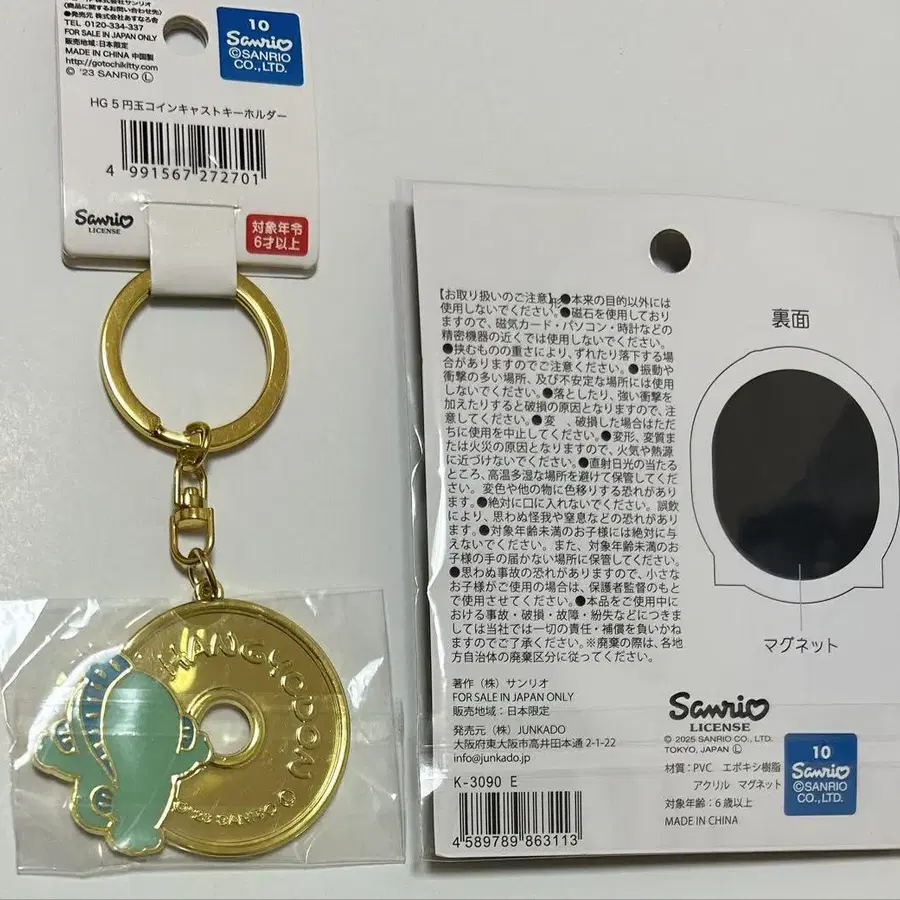 株式会社サンリオ
(商品に関するお問い合わせ先)
●発売元 株式会社あすなろ舎
TEL 0120-334-337
FOR SALE IN JAPAN ONLY
販売地域:日本限定
MADE IN CHINA 中国製
http://gotochikitty.com
© '23 SANRIO Ⓛ
10
Sanrio
©SANRIO
CO., LTD.
HG 5円玉コインキャストキーホルダー
4 991567 272701
Sanrio
LICENSE
対象年令
6才以上
HANGYODON
©'23 SANRIO
【お取り扱いのご注意】●本来の目的以外には
使用しないでください。●磁石を使用しており
ますので、磁気カード・パソコン・時計などの
精密機器の近くでは使用しないでください。
●挟むものの重さにより、ずれたり落下する場
合がありますのでご注意ください。●振動や
衝撃の多い場所、及び不安定な場所には使用
しないでください。●落としたり、強い衝撃を
加えたりすると破損の原因となりますので、注
意してください。●変形、破損した場合はただ
ちに使用を中止してください。●変形、変質ま
たは火災の原因となりますので、火気や熱源
に近づけないでください。●直射日光の当たる
ところ、高温多湿な場所を避けて保管してくだ
さい。変色や他の物に色移りする恐れがあり
ます。●絶対に口に入れないでください。誤飲
により、思わぬ怪我や窒息などの恐れがあり
ます。●対象年齢未満のお子様には絶対に与
えないでください。また、対象年齢未満のお
子様の手の届かない場所に保管してください。
●思わぬ事故の恐れがありますので、小さな
お子様がご使用の場合は、保護者監督のもと
で使用させてください。●本品をご使用中にお
ける事故・破損・故障・紛失などにつきまし
ては当社では一切の責任・補償を負いかねま
すのでご了承ください。※廃棄の際は、各地
方自治体の廃棄区分に従ってください。
裏面
マグネット
著作（株）サンリオ
FOR SALE IN JAPAN ONLY
販売地域：日本限定
発売元（株）JUNKADO
大阪府東大阪市高井田本通2-1-22
info@junkado.jp
K-3090 E
4 589789 863113
Sanrio
LICENSE
© 2025 SANRIO CO., LTD.
TOKYO, JAPAN Ⓛ
材質：PVC エポキシ樹脂
アクリル マグネット
対象年齢：6歳以上
MADE IN CHINA
10
Sanrio
©SANRIO
CO., LTD.